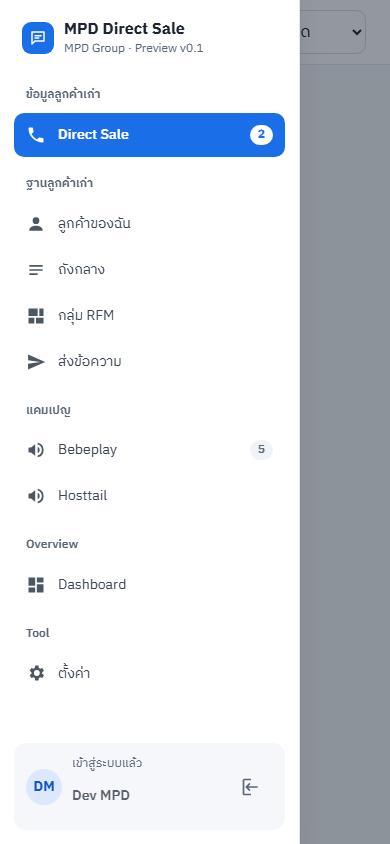 MPD Direct Sale
MPD Group · Preview v0.1
ด
ข้อมูลลูกค้าเก่า
Direct Sale 2
ฐานลูกค้าเก่า
ลูกค้าของฉัน
ถังกลาง
กลุ่ม RFM
ส่งข้อความ
แคมเปญ
Bebeplay 5
Hosttail
Overview
Dashboard
Tool
ตั้งค่า
เข้าสู่ระบบแล้ว
DM
Dev MPD